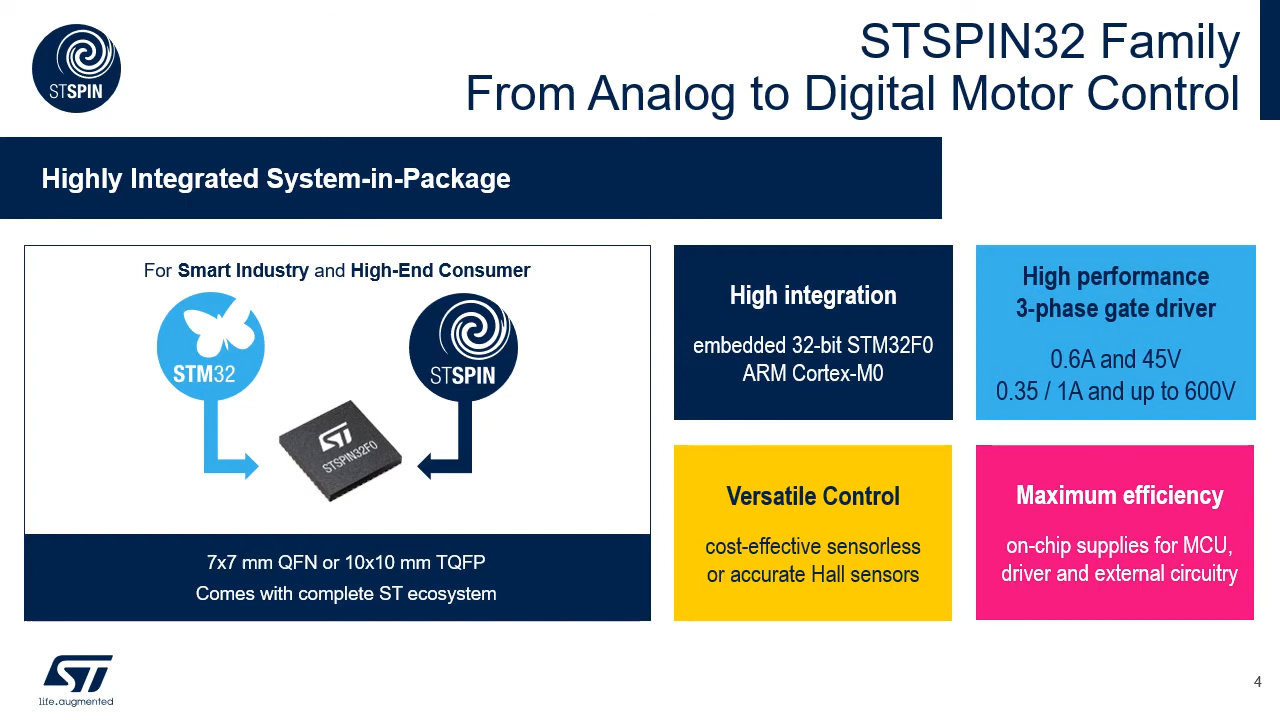 STSPIN
STSPIN32 Family
From Analog to Digital Motor Control
Highly Integrated System-in-Package
For Smart Industry and High-End Consumer
STM32
STSPIN
ST
STSPIN32F0
7x7 mm QFN or 10x10 mm TQFP
Comes with complete ST ecosystem
High integration
embedded 32-bit STM32F0
ARM Cortex-M0
High performance
3-phase gate driver
0.6A and 45V
0.35 / 1A and up to 600V
Versatile Control
cost-effective sensorless
or accurate Hall sensors
Maximum efficiency
on-chip supplies for MCU,
driver and external circuitry
ST
life.augmented
4